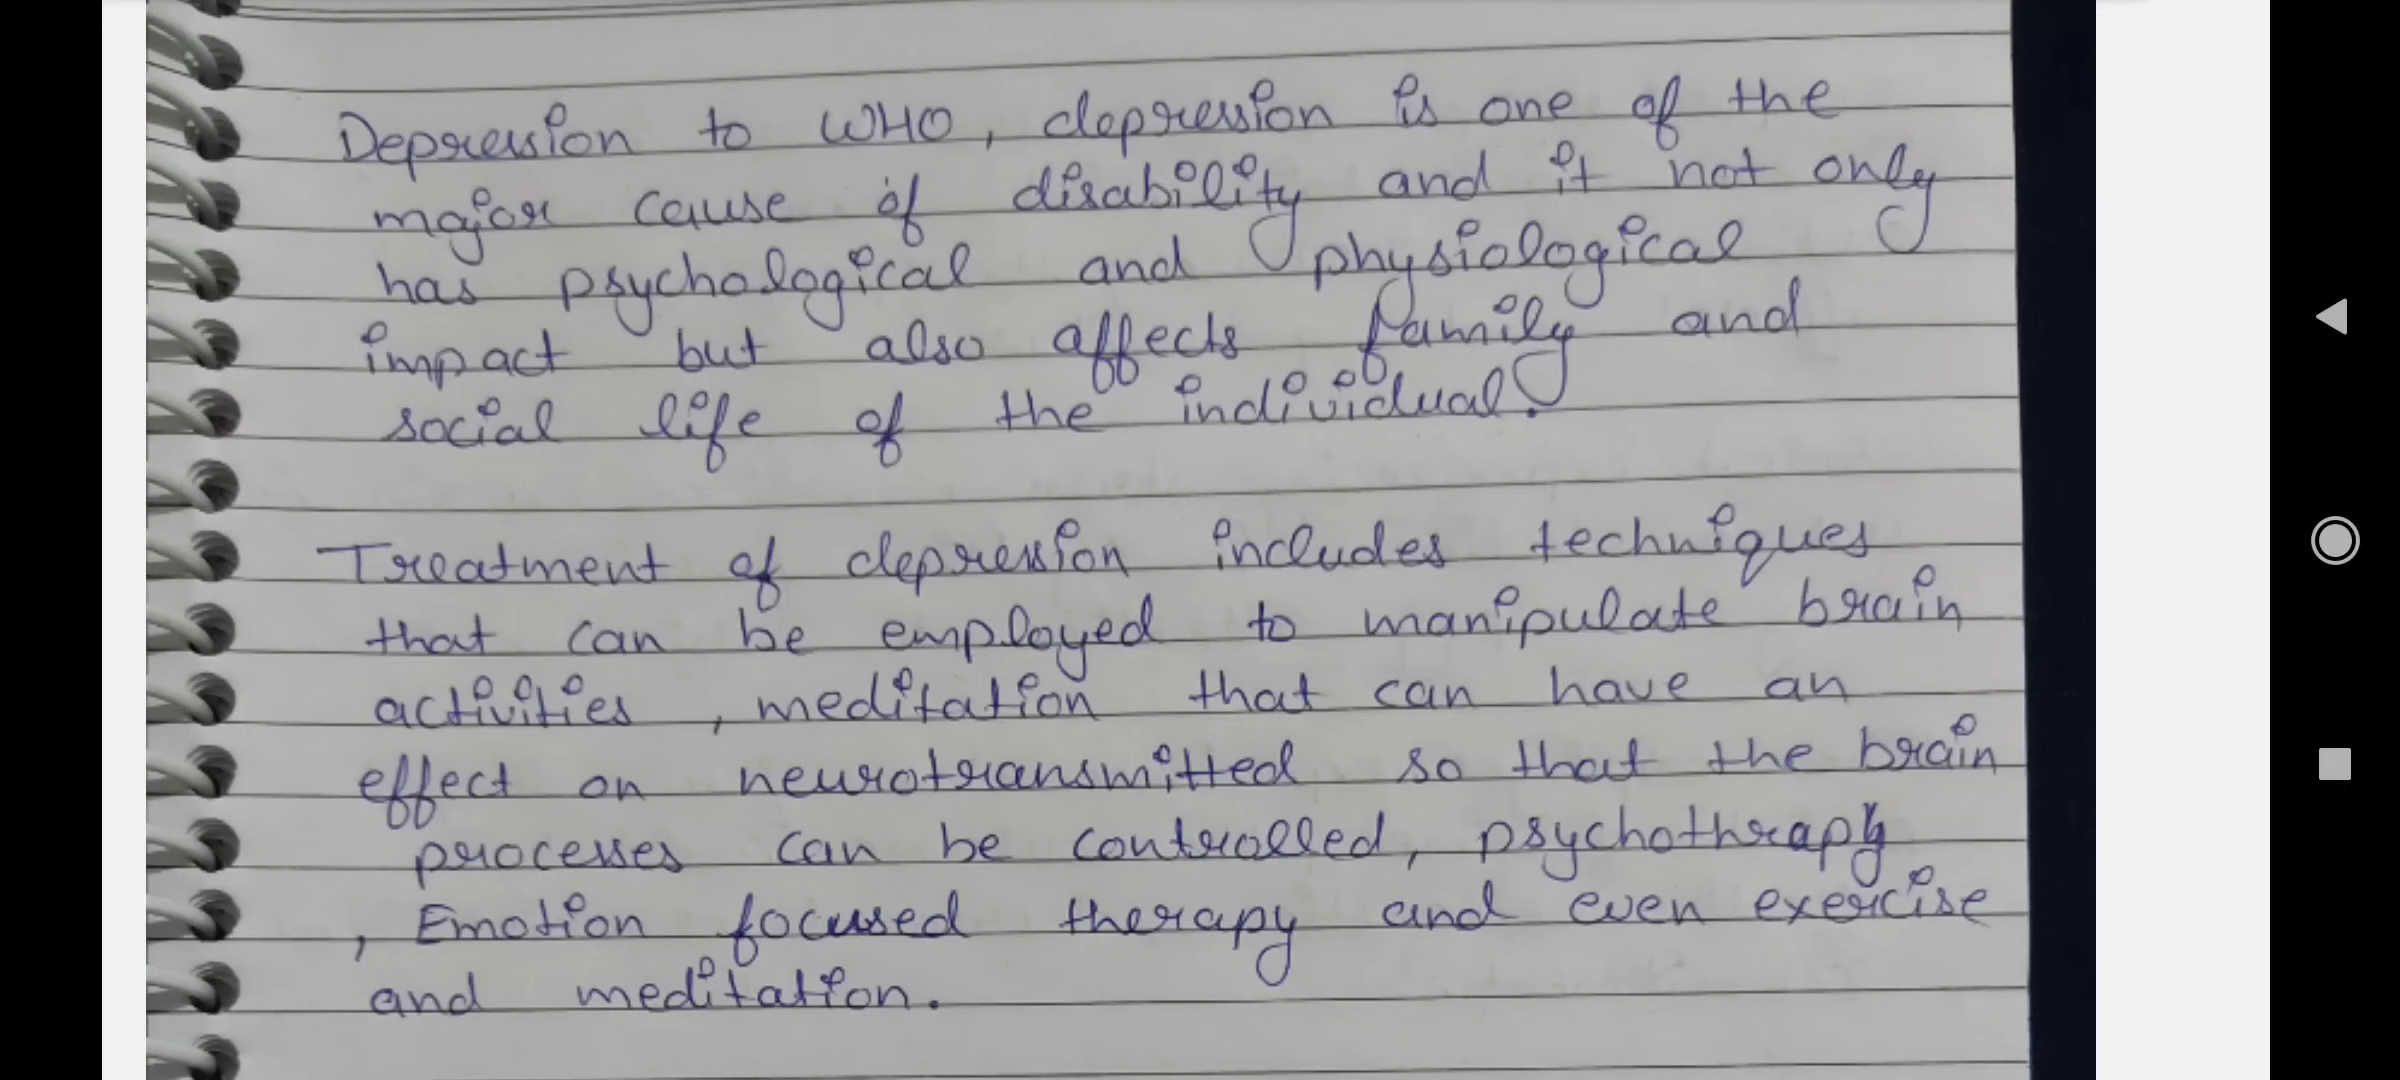 Depression to WHO, depression is one of the
major cause of disability and it not only
has psychological and physiological
impact but also affects family and
social life of the individual.
Treatment of depression includes techniques
that can be employed to manipulate brain
activities, meditation that can have an
effect on neurotransmitted so that the brain
processes can be controlled, psychothrapy
, Emotion focused therapy and even exercise
and meditation.